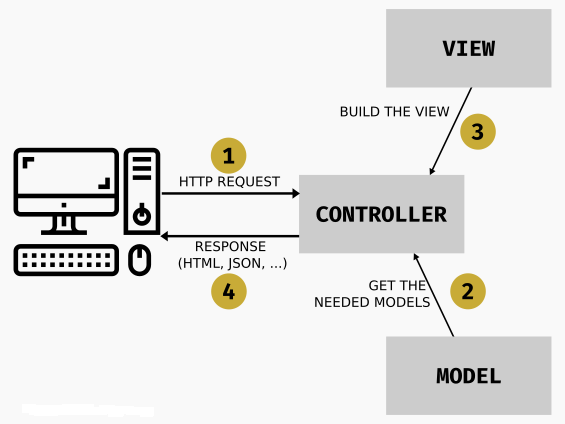 VIEW
BUILD THE VIEW
3
1
HTTP REQUEST
CONTROLLER
RESPONSE
(HTML, JSON, ...)
4
GET THE
NEEDED MODELS
2
MODEL